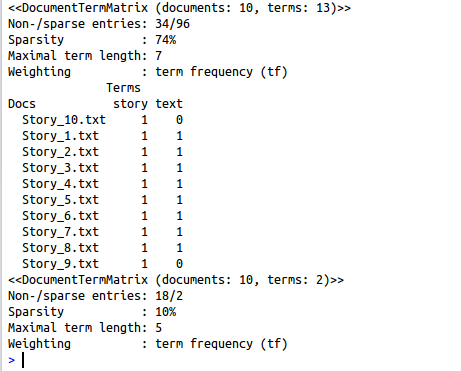 <<DocumentTermMatrix (documents: 10, terms: 13)>>
Non-/sparse entries: 34/96
Sparsity           : 74%
Maximal term length: 7
Weighting          : term frequency (tf)
              Terms
Docs           story text
  Story_10.txt     1    0
  Story_1.txt      1    1
  Story_2.txt      1    1
  Story_3.txt      1    1
  Story_4.txt      1    1
  Story_5.txt      1    1
  Story_6.txt      1    1
  Story_7.txt      1    1
  Story_8.txt      1    1
  Story_9.txt      1    0
<<DocumentTermMatrix (documents: 10, terms: 2)>>
Non-/sparse entries: 18/2
Sparsity           : 10%
Maximal term length: 5
Weighting          : term frequency (tf)
>